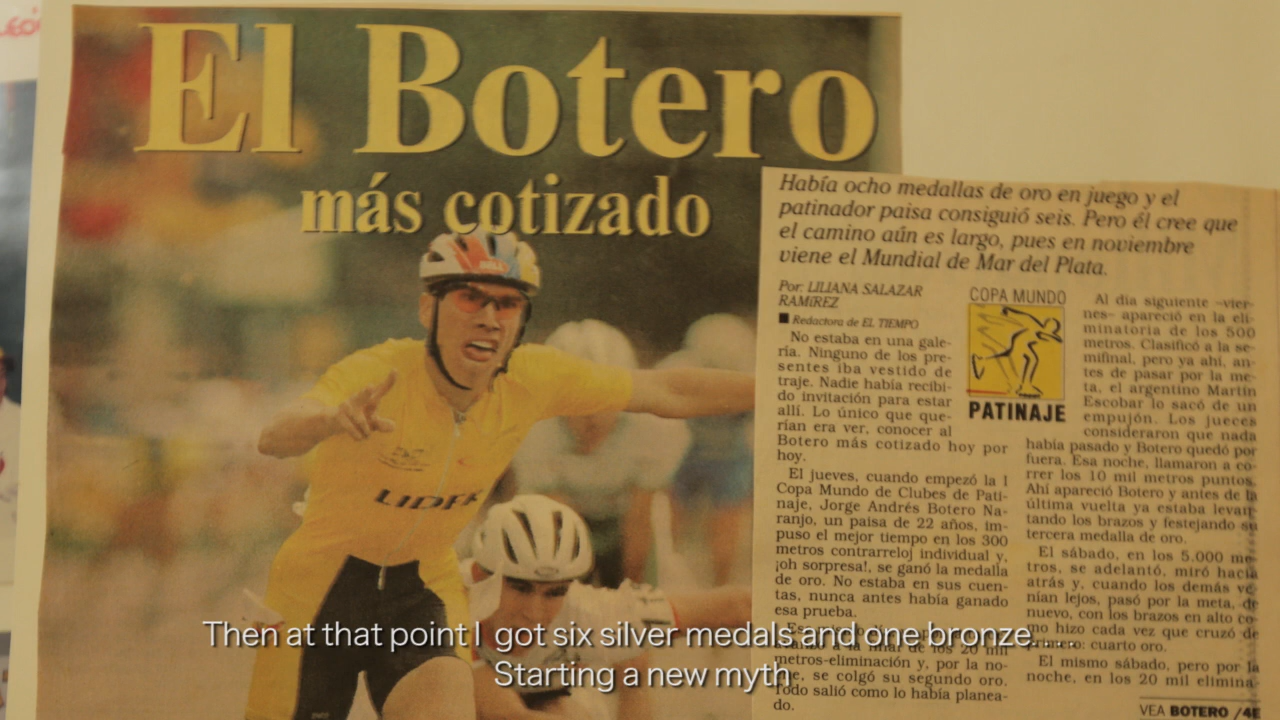 El Botero
más cotizado
Había ocho medallas de oro en juego y el
patinador paisa consiguió seis. Pero él cree que
el camino aún es largo, pues en noviembre
viene el Mundial de Mar del Plata.
Por: LILIANA SALAZAR
RAMÍREZ
Redactora de EL TIEMPO
No estaba en una gale-
ría. Ninguno de los pre-
sentes iba vestido de
traje. Nadie había recibi-
do invitación para estar
allí. Lo único que que-
rían era ver, conocer al
Botero más cotizado hoy por
hoy.
El jueves, cuando empezó la I
Copa Mundo de Clubes de Pati-
naje, Jorge Andrés Botero Na-
ranjo, un paisa de 22 años, im-
puso el mejor tiempo en los 300
metros contrarreloj individual y,
¡oh sorpresa!, se ganó la medalla
de oro. No estaba en sus cuen-
tas, nunca antes había ganado
esa prueba.
a la final de los 20 mil
metros-eliminación y, por la no-
che, se colgó su segundo oro.
Todo salió como lo había planea-
do.
COPA MUNDO
PATINAJE
Al día siguiente -vier-
nes- apareció en la eli-
minatoria de los 500
metros. Clasificó a la se-
mifinal, pero ya ahí, an-
tes de pasar por la me-
ta, el argentino Martín
Escobar lo sacó de un
empujón. Los jueces
consideraron que nada
había pasado y Botero quedó por
fuera. Esa noche, llamaron a co-
rrer los 10 mil metros puntos.
Ahí apareció Botero y antes de la
última vuelta ya estaba levan-
tando los brazos y festejando su
tercera medalla de oro.
El sábado, en los 5.000 me-
tros, se adelantó, miró hacia
atrás y, cuando los demás ve-
nían lejos, pasó por la meta, de
nuevo, con los brazos en alto co-
mo hizo cada vez que cruzó de
primero: cuarto oro.
El mismo sábado, pero por la
noche, en los 20 mil elimina-
VEA BOTERO /4E
LIDER
Then at that point I got six silver medals and one bronze.
Starting a new myth